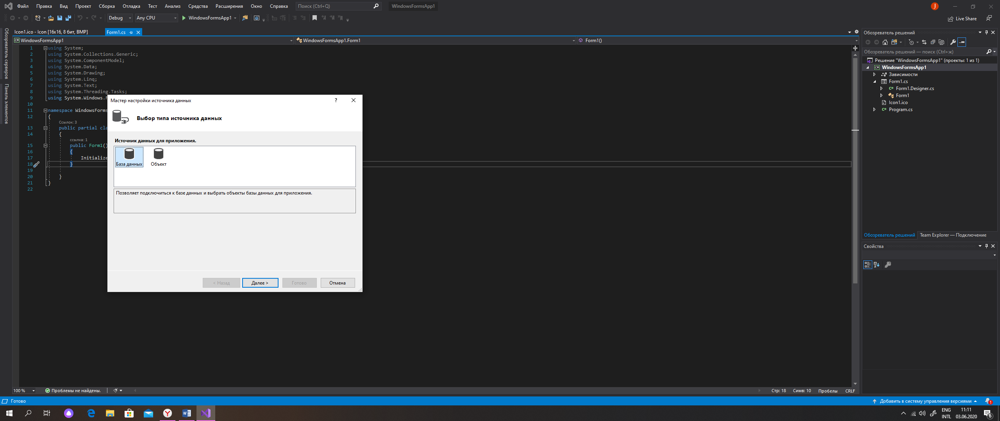 Файл Правка Вид Проект Сборка Отладка Тест Анализ Средства Расширения Окно Справка Поиск (Ctrl+Q) WindowsFormsApp1 J
Debug Any CPU WindowsFormsApp1 Live Share
Обозреватель серверов
Панель элементов
Icon1.ico - Icon [16x16, 8 бит, BMP] Form1.cs
WindowsFormsApp1 WindowsFormsApp1.Form1 Form1()
1 using System;
2 using System.Collections.Generic;
3 using System.ComponentModel;
4 using System.Data;
5 using System.Drawing;
6 using System.Linq;
7 using System.Text;
8 using System.Threading.Tasks;
9 using System.Windows.F
10
11 namespace WindowsForms
12 {
Ссылок: 3
13 public partial cla
14 {
ссылка: 1
15 public Form1()
16 {
17 Initialize
18 }
19
20 }
21 }
22
Мастер настройки источника данных ?
Выбор типа источника данных
Источник данных для приложения.
База данных Объект
Позволяет подключиться к базе данных и выбрать объекты базы данных для приложения.
< Назад Далее > Готово Отмена
Обозреватель решений
Обозреватель решений — поиск (Ctrl+ж)
Решение "WindowsFormsApp1" (проекты: 1 из 1)
C# WindowsFormsApp1
Зависимости
Form1.cs
C# Form1.Designer.cs
Form1
Icon1.ico
C# Program.cs
Обозреватель решений Team Explorer — Подключение
Свойства
100 % Проблемы не найдены. Стр: 18 Симв: 10 Пробелы CRLF
Готово Добавить в систему управления версиями 1
ENG 11:11
INTL 03.06.2020 6